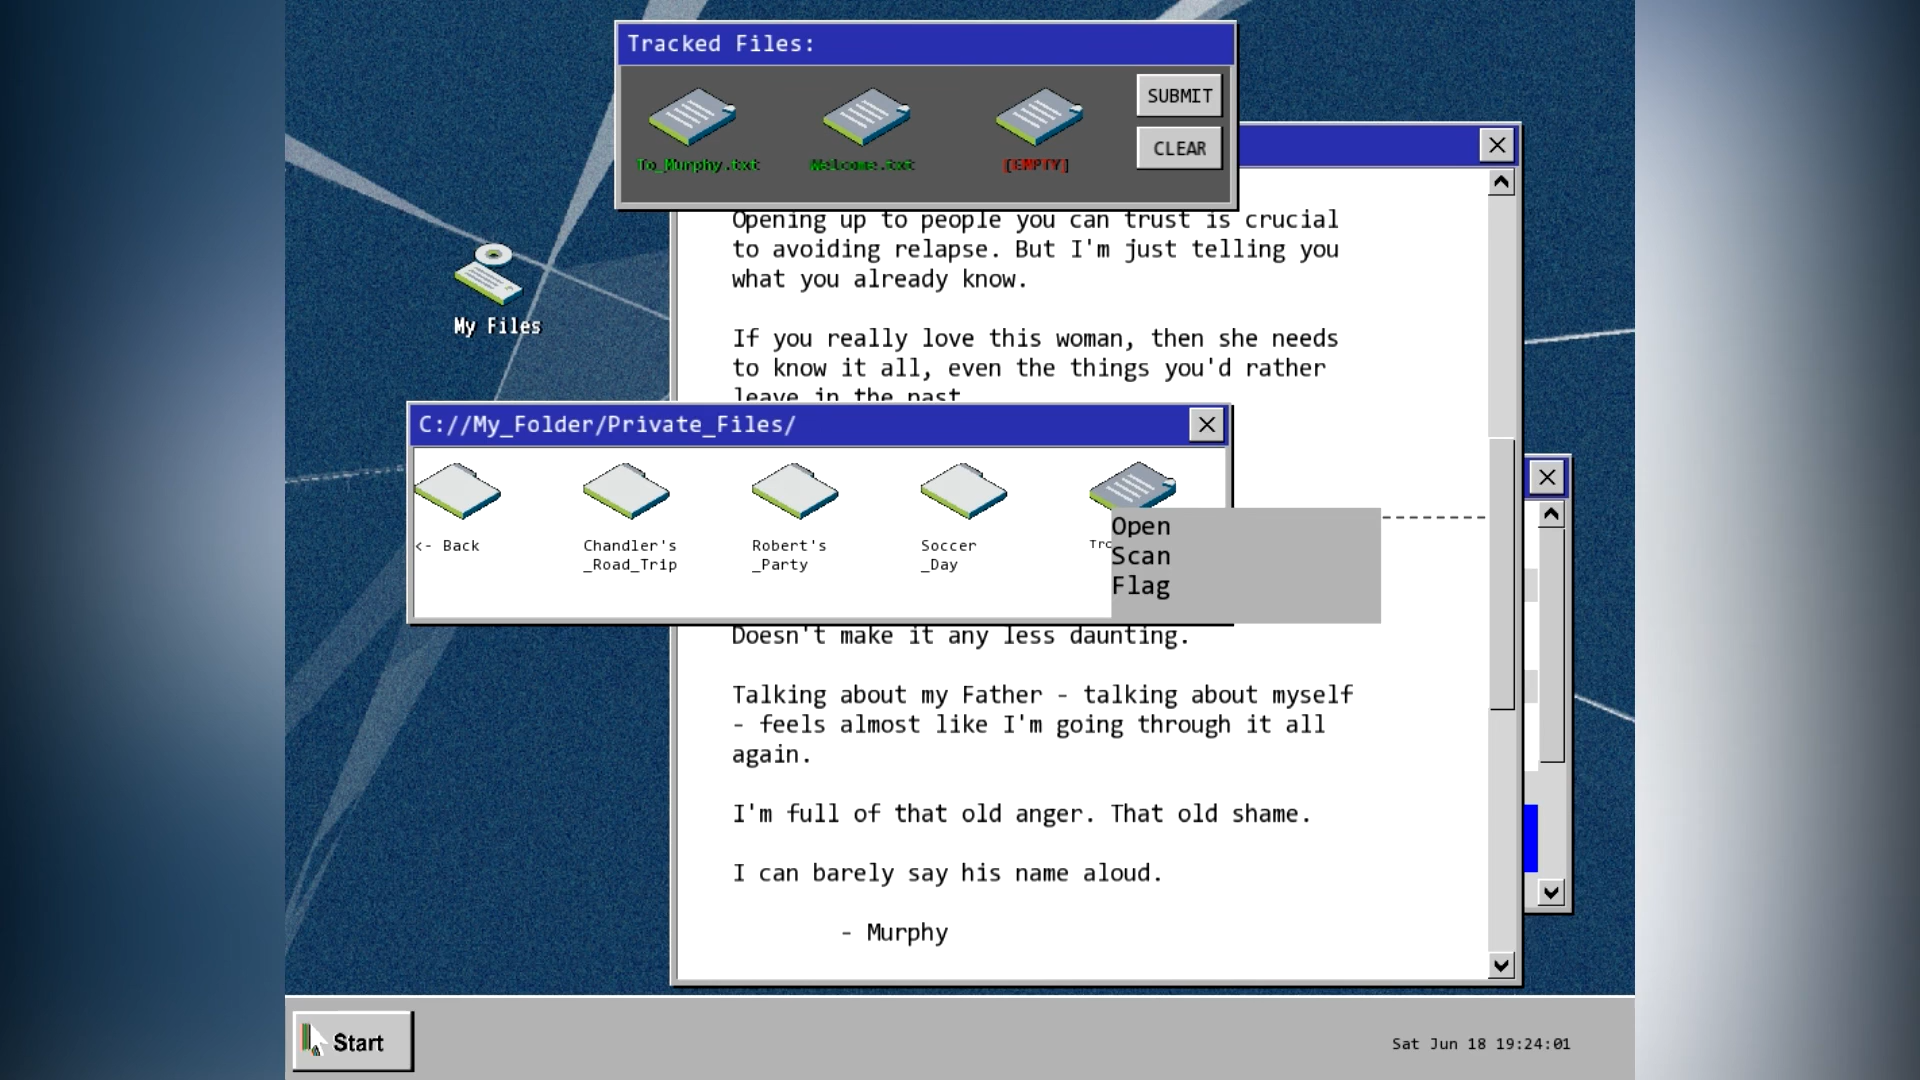 Tracked Files:
SUBMIT
CLEAR
To_Murphy.txt
Welcome.txt
[EMPTY]
My Files
Opening up to people you can trust is crucial
to avoiding relapse. But I'm just telling you
what you already know.
If you really love this woman, then she needs
to know it all, even the things you'd rather
leave in the past
C://My_Folder/Private_Files/
<- Back
Chandler's
_Road_Trip
Robert's
_Party
Soccer
_Day
Open
Scan
Flag
Doesn't make it any less daunting.
Talking about my Father - talking about myself
- feels almost like I'm going through it all
again.
I'm full of that old anger. That old shame.
I can barely say his name aloud.
- Murphy
Start
Sat Jun 18 19:24:01